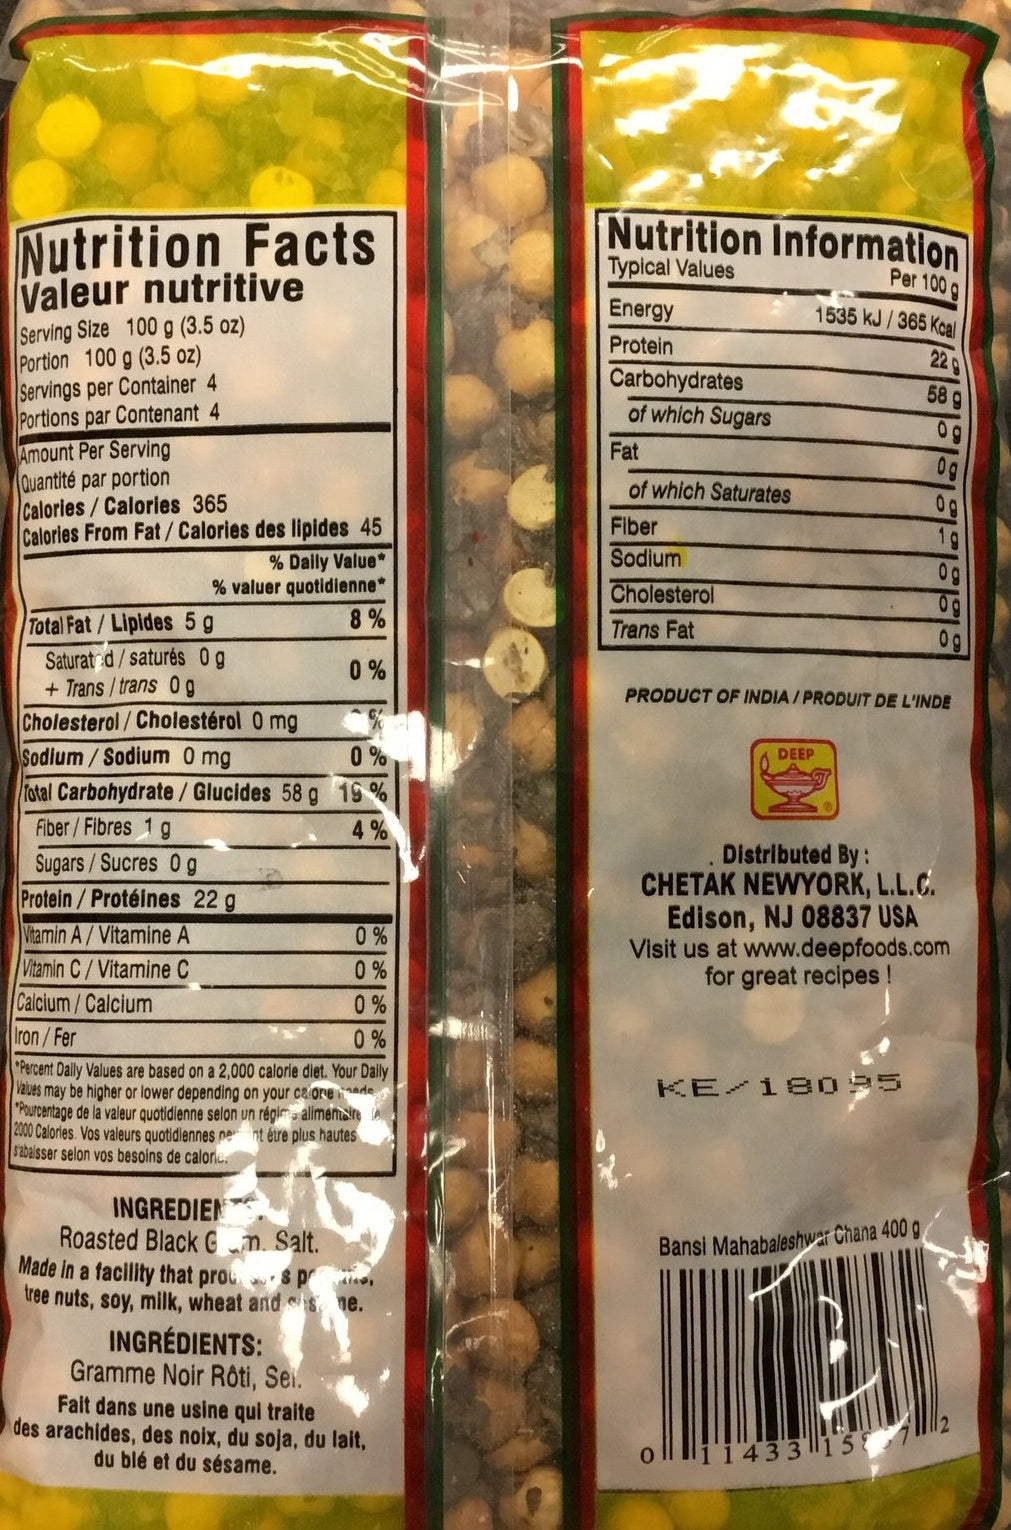 Nutrition Facts
Valeur nutritive
Serving Size 100 g (3.5 oz)
Portion 100 g (3.5 oz)
Servings per Container 4
Portions par Contenant 4
Amount Per Serving
Quantité par portion
Calories / Calories 365
Calories From Fat / Calories des lipides 45
% Daily Value*
% valuer quotidienne*
Total Fat / Lipides 5 g 8 %
Saturated / saturés 0 g
+ Trans / trans 0 g 0 %
Cholesterol / Cholestérol 0 mg %
Sodium / Sodium 0 mg 0 %
Total Carbohydrate / Glucides 58 g 19 %
Fiber / Fibres 1 g 4 %
Sugars / Sucres 0 g
Protein / Protéines 22 g
Vitamin A / Vitamine A 0 %
Vitamin C / Vitamine C 0 %
Calcium / Calcium 0 %
Iron / Fer 0 %
*Percent Daily Values are based on a 2,000 calorie diet. Your Daily
Values may be higher or lower depending on your calorie needs
*Pourcentage de la valeur quotidienne selon un régime alimentaire
2000 Calories. Vos valeurs quotidiennes être plus hautes
s'abaisser selon vos besoins de
INGREDIENTS:
Roasted Black Gram. Salt.
Made in a facility that
tree nuts, soy, milk, wheat and
INGRÉDIENTS:
Gramme Noir Rôti, Sel.
Fait dans une usine qui traite
des arachides, des noix, du soja, du lait,
du blé et du sésame.
Nutrition Information
Typical Values Per 100 g
Energy 1535 kJ / 365 Kcal
Protein 22 g
Carbohydrates 58 g
of which Sugars 0 g
Fat 0 g
of which Saturates 0 g
Fiber 1 g
Sodium 0 g
Cholesterol 0 g
Trans Fat 0 g
PRODUCT OF INDIA / PRODUIT DE L'INDE
DEEP
®
Distributed By :
CHETAK NEWYORK, L.L.C.
Edison, NJ 08837 USA
Visit us at www.deepfoods.com
for great recipes !
KE/18095
Bansi Mahabaleshwar Chana 400 g
0 11433 2